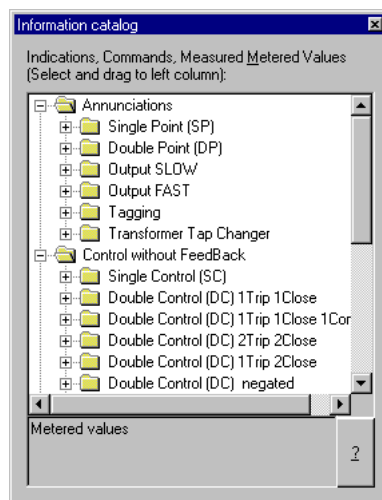 Information catalog
Indications, Commands, Measured Metered Values
(Select and drag to left column):
Annunciations
Single Point (SP)
Double Point (DP)
Output SLOW
Output FAST
Tagging
Transformer Tap Changer
Control without FeedBack
Single Control (SC)
Double Control (DC) 1Trip 1Close
Double Control (DC) 1Trip 1Close 1Cor
Double Control (DC) 2Trip 2Close
Double Control (DC) 1Trip 2Close
Double Control (DC) negated
Metered values
?